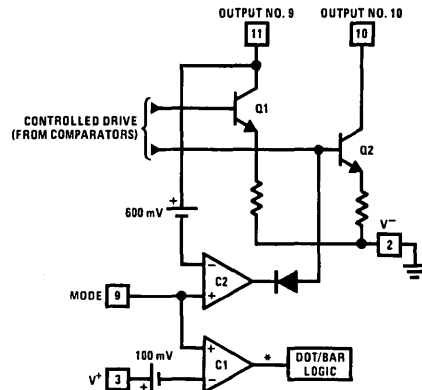 OUTPUT NO. 9
OUTPUT NO. 10
11
10
Q1
CONTROLLED DRIVE
(FROM COMPARATORS)
Q2
+
600 mV
V−
2
−
C2
+
MODE 9
100 mV
+
C1
*
DOT/BAR
LOGIC
V+ 3
+
−